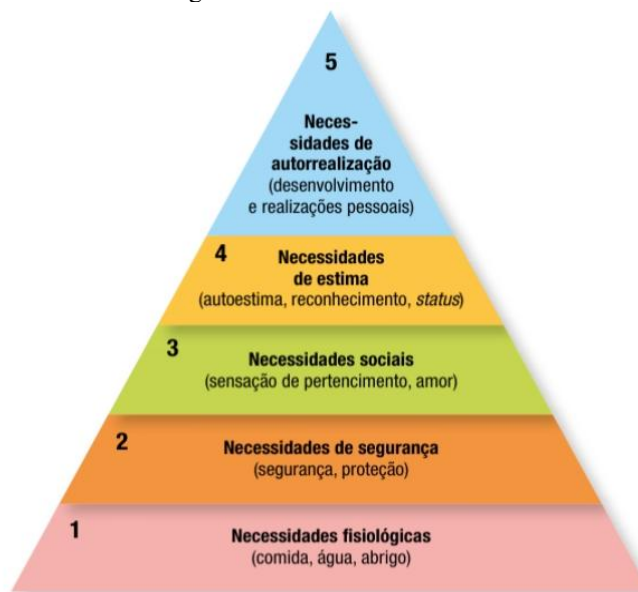 5
Neces-
sidades de
autorrealização
(desenvolvimento
e realizações pessoais)
4
Necessidades
de estima
(autoestima, reconhecimento, status)
3
Necessidades sociais
(sensação de pertencimento, amor)
2
Necessidades de segurança
(segurança, proteção)
1
Necessidades fisiológicas
(comida, água, abrigo)